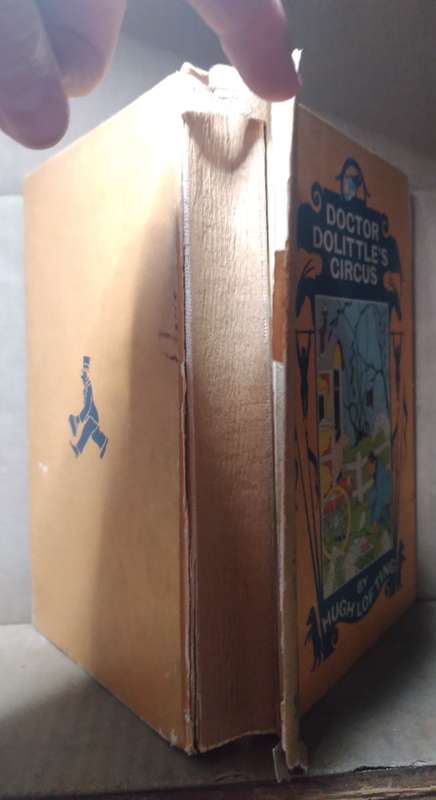 DOCTOR
DOLITTLE'S
CIRCUS
BY
HUGH LOFTING